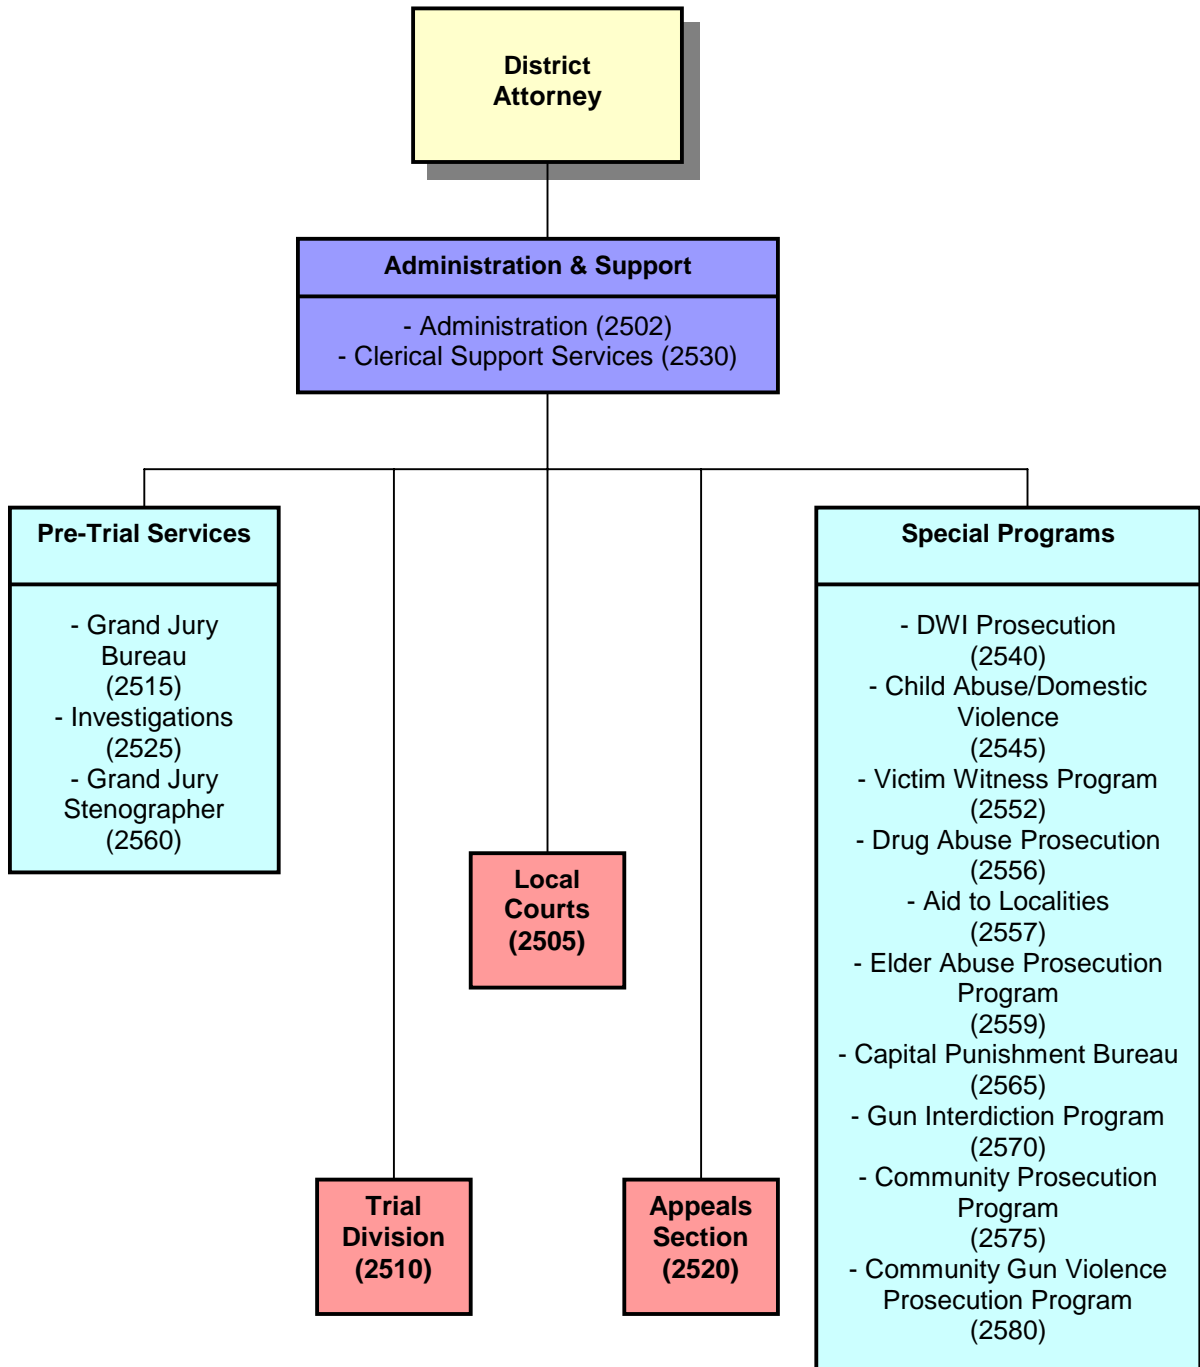 District
Attorney
Administration & Support
- Administration (2502)
- Clerical Support Services (2530)
Pre-Trial Services
- Grand Jury
Bureau
(2515)
- Investigations
(2525)
- Grand Jury
Stenographer
(2560)
Local
Courts
(2505)
Trial
Division
(2510)
Appeals
Section
(2520)
Special Programs
- DWI Prosecution
(2540)
- Child Abuse/Domestic
Violence
(2545)
- Victim Witness Program
(2552)
- Drug Abuse Prosecution
(2556)
- Aid to Localities
(2557)
- Elder Abuse Prosecution
Program
(2559)
- Capital Punishment Bureau
(2565)
- Gun Interdiction Program
(2570)
- Community Prosecution
Program
(2575)
- Community Gun Violence
Prosecution Program
(2580)